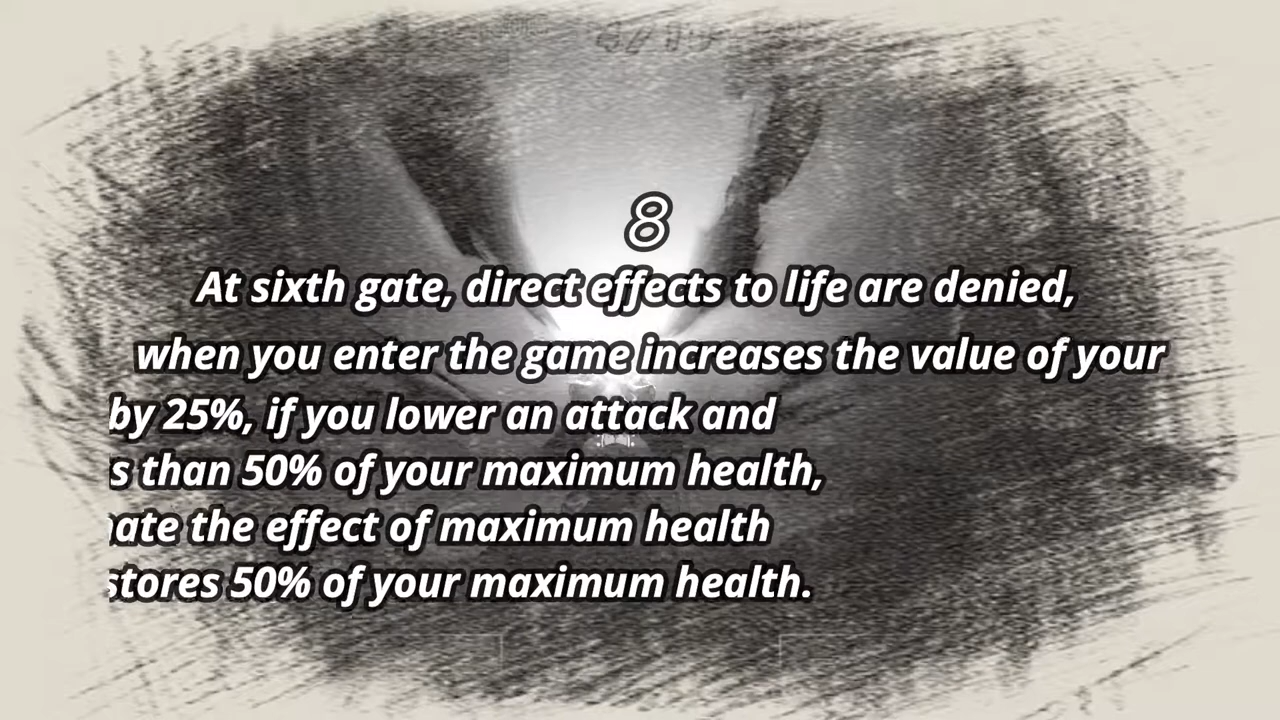 8
At sixth gate, direct effects to life are denied,
when you enter the game increases the value of your
by 25%, if you lower an attack and
than 50% of your maximum health,
the effect of maximum health
50% of your maximum health.